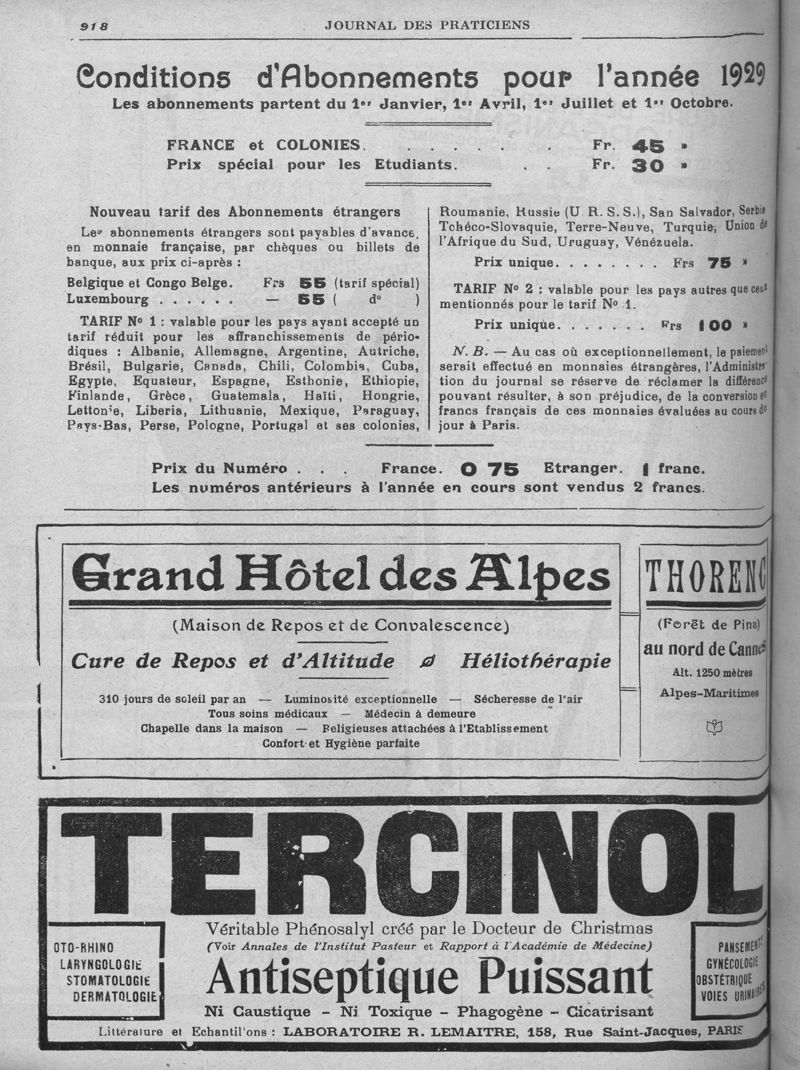 918
JOURNAL DES PRATICIENS
Conditions d'Abonnements pour l'année 1929
Les abonnements partent du 1er Janvier, 1er Avril, 1er Juillet et 1er Octobre.
FRANCE et COLONIES. . . . . . . Fr. 45 »
Prix spécial pour les Etudiants. . . Fr. 30 »
Nouveau tarif des Abonnements étrangers
Les abonnements étrangers sont payables d'avance,
en monnaie française, par chèques ou billets de
banque, aux prix ci-après :
Belgique et Congo Belge. Frs 55 (tarif spécial)
Luxembourg . . . . . . — 55 ( do )
TARIF No 1 : valable pour les pays ayant accepté un
tarif réduit pour les affranchissements de pério-
diques : Albanie, Allemagne, Argentine, Autriche,
Brésil, Bulgarie, Canada, Chili, Colombie, Cuba,
Egypte, Equateur, Espagne, Esthonie, Ethiopie,
Finlande, Grèce, Guatemala, Haïti, Hongrie,
Lettonie, Liberia, Lithuanie, Mexique, Paraguay,
Pays-Bas, Perse, Pologne, Portugal et ses colonies,
Roumanie, Russie (U. R. S. S.), San Salvador, Serbie
Tchéco-Slovaquie, Terre-Neuve, Turquie, Union de
l'Afrique du Sud, Uruguay, Vénézuela.
Prix unique. . . . . . . . Frs 75 »
TARIF No 2 : valable pour les pays autres que ceux
mentionnés pour le tarif No 1.
Prix unique. . . . . . . Frs 100 »
N. B. — Au cas où exceptionnellement, le paiement
serait effectué en monnaies étrangères, l'Administra-
tion du journal se réserve de réclamer la différence
pouvant résulter, à son préjudice, de la conversion en
francs français de ces monnaies évaluées au cours du
jour à Paris.
Prix du Numéro . . . France. 0 75 Etranger. 1 franc.
Les numéros antérieurs à l'année en cours sont vendus 2 francs.
Grand Hôtel des Alpes
(Maison de Repos et de Convalescence)
Cure de Repos et d'Altitude Héliothérapie
310 jours de soleil par an — Luminosité exceptionnelle — Sécheresse de l'air
Tous soins médicaux — Médecin à demeure
Chapelle dans la maison — Religieuses attachées à l'Etablissement
Confort et Hygiène parfaite
THORENC
(Forêt de Pins)
au nord de Cannes
Alt. 1250 mètres
Alpes-Maritimes
TERCINOL
Véritable Phénosalyl créé par le Docteur de Christmas
(Voir Annales de l'Institut Pasteur et Rapport à l'Académie de Médecine)
OTO-RHINO
LARYNGOLOGIE
STOMATOLOGIE
DERMATOLOGIE
Antiseptique Puissant
Ni Caustique - Ni Toxique - Phagogène - Cicatrisant
PANSEMENTS
GYNÉCOLOGIE
OBSTÉTRIQUE
VOIES URINAIRES
Littérature et Echantillons : LABORATOIRE R. LEMAITRE, 158, Rue Saint-Jacques, PARIS